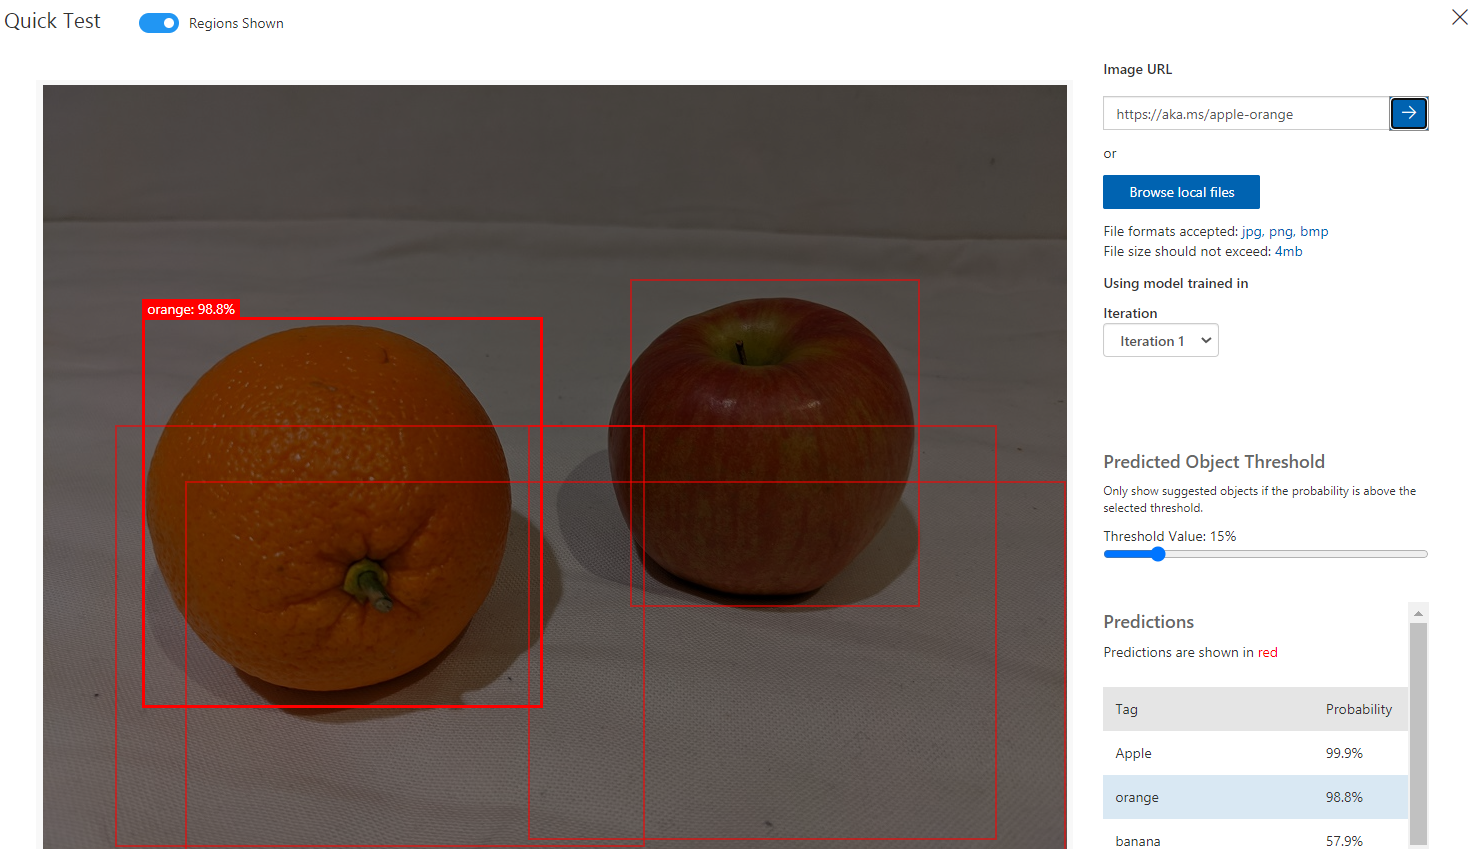 Quick Test
Regions Shown
Image URL
https://aka.ms/apple-orange
or
Browse local files
File formats accepted: jpg, png, bmp
File size should not exceed: 4mb
Using model trained in
Iteration
Iteration 1
orange: 98.8%
Predicted Object Threshold
Only show suggested objects if the probability is above the
selected threshold.
Threshold Value: 15%
Predictions
Predictions are shown in red
Tag Probability
Apple 99.9%
orange 98.8%
banana 57.9%